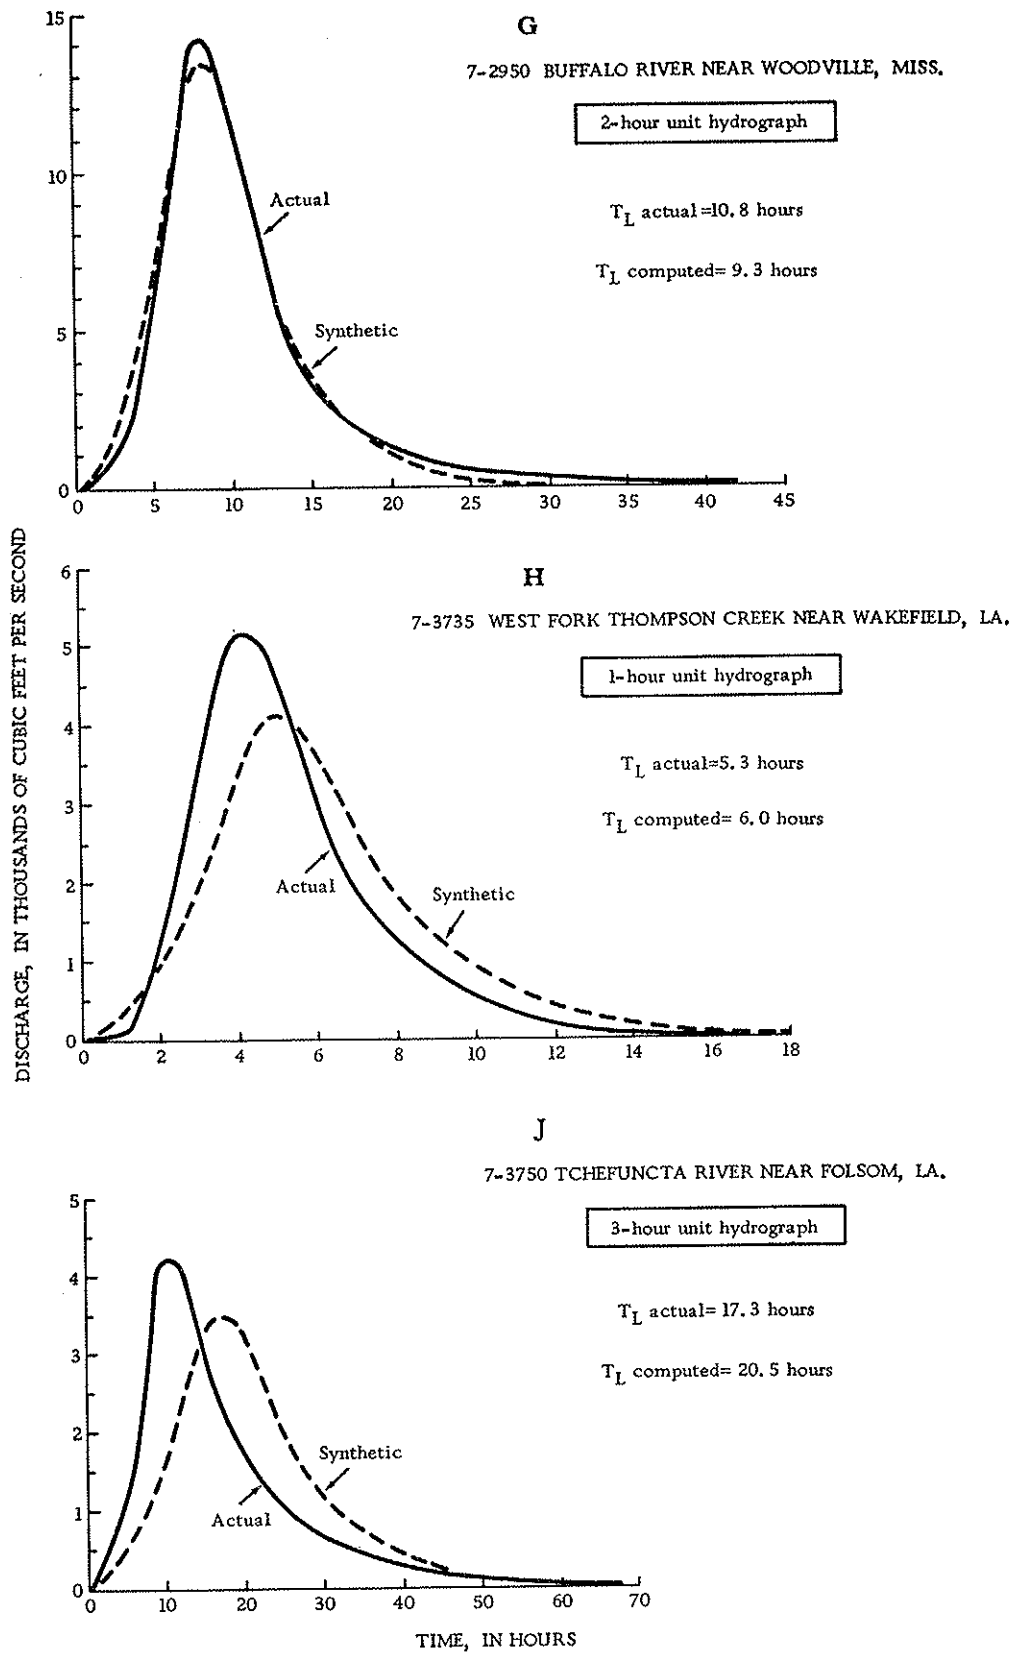 G
7-2950 BUFFALO RIVER NEAR WOODVILLE, MISS.
2-hour unit hydrograph
TL actual=10.8 hours
TL computed= 9.3 hours
Actual
Synthetic
15
10
5
0
0 5 10 15 20 25 30 35 40 45
DISCHARGE, IN THOUSANDS OF CUBIC FEET PER SECOND
H
7-3735 WEST FORK THOMPSON CREEK NEAR WAKEFIELD, LA.
1-hour unit hydrograph
TL actual=5.3 hours
TL computed= 6.0 hours
Actual
Synthetic
6
5
4
3
2
1
0
0 2 4 6 8 10 12 14 16 18
J
7-3750 TCHEFUNCTA RIVER NEAR FOLSOM, LA.
3-hour unit hydrograph
TL actual= 17.3 hours
TL computed= 20.5 hours
Synthetic
Actual
5
4
3
2
1
0
0 10 20 30 40 50 60 70
TIME, IN HOURS